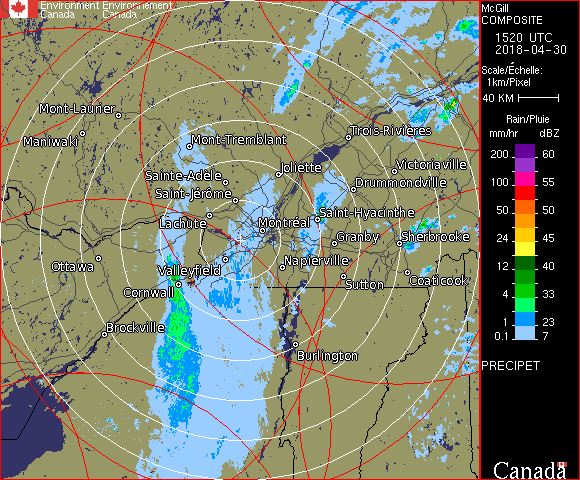 Environment Environnement
Canada Canada
McGill
COMPOSITE
1520 UTC
2018-04-30
Scale/Échelle:
1km/Pixel
40 KM
Rain/Pluie
mm/hr dBZ
200 60
100 55
50 50
24 45
12 40
4 33
1 23
0.1 7
PRECIPET
Canada
Mont-Laurier
Maniwaki
Mont-Tremblant
Trois-Rivières
Joliette
Victoriaville
Sainte-Adèle
Drummondville
Saint-Jérôme
Lachute
Saint-Hyacinthe
Montréal
Granby
Sherbrooke
Ottawa
Valleyfield
Napierville
Cornwall
Sutton
Coaticook
Brockville
Burlington